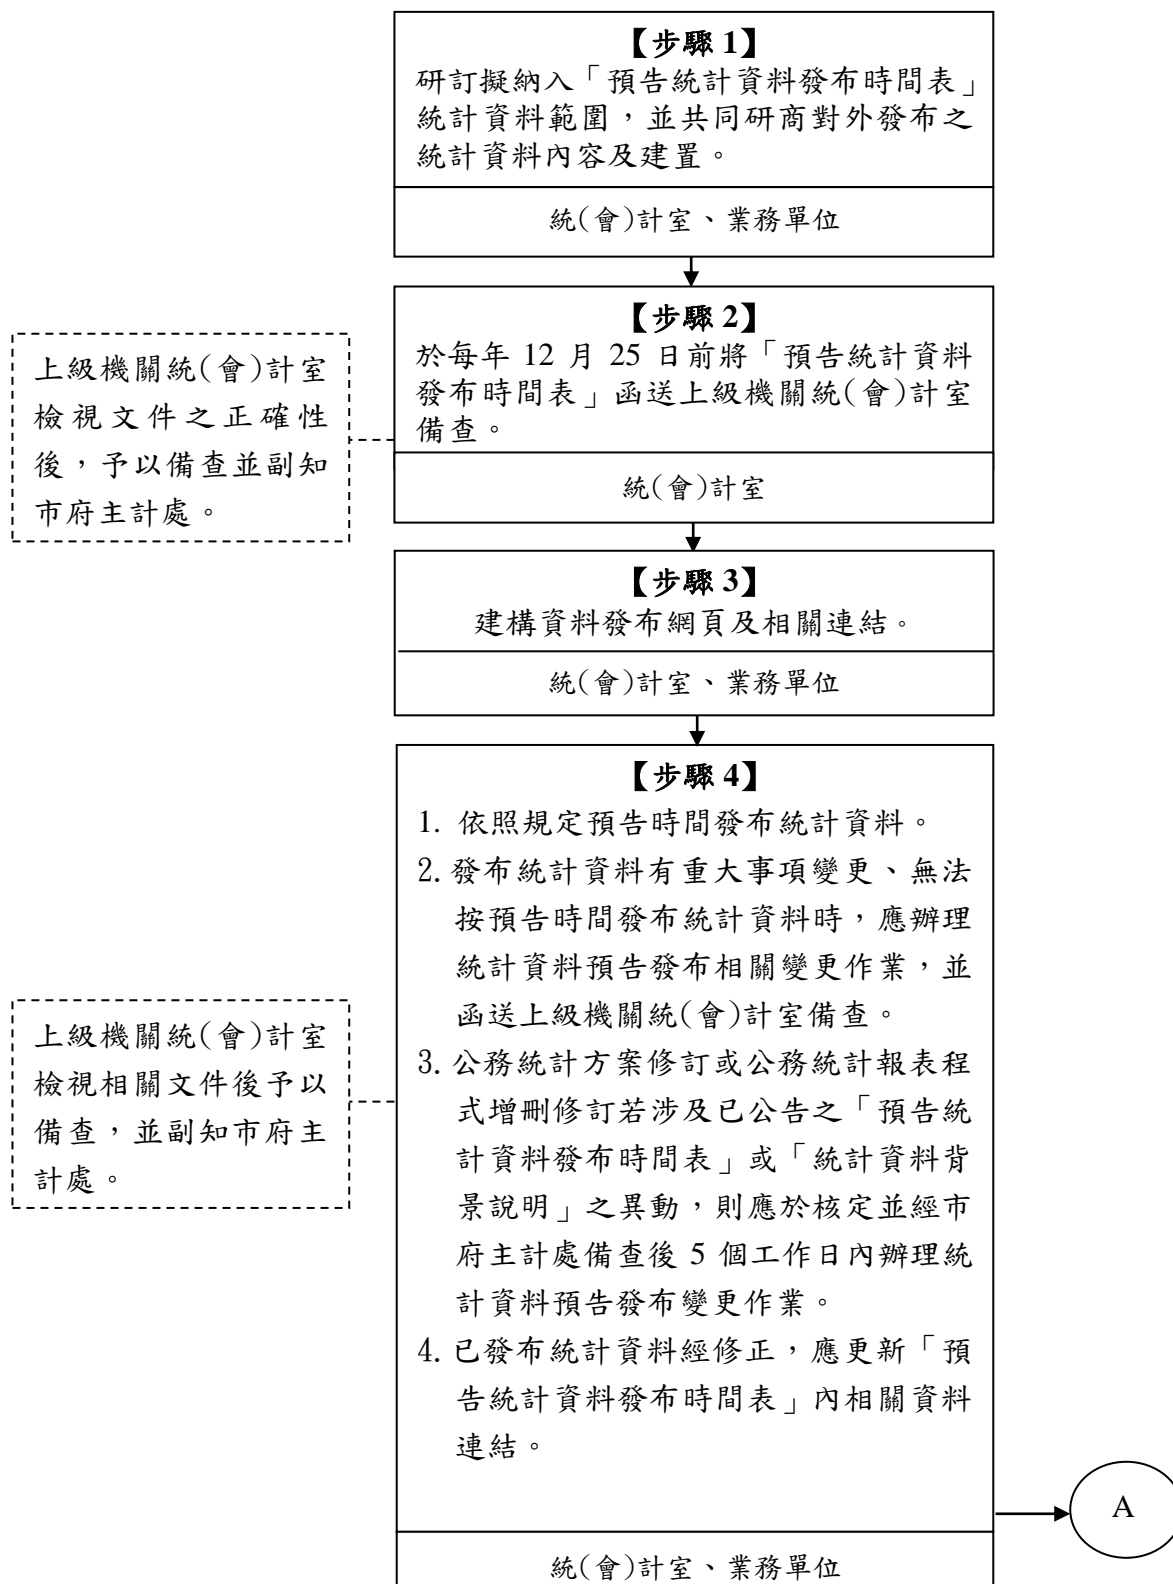 【步驟 1】
研訂擬納入「預告統計資料發布時間表」
統計資料範圍，並共同研商對外發布之
統計資料內容及建置。
統(會)計室、業務單位
【步驟 2】
於每年 12 月 25 日前將「預告統計資料
發布時間表」函送上級機關統(會)計室
備查。
統(會)計室
上級機關統(會)計室
檢視文件之正確性
後，予以備查並副知
市府主計處。
【步驟 3】
建構資料發布網頁及相關連結。
統(會)計室、業務單位
【步驟 4】
1. 依照規定預告時間發布統計資料。
2. 發布統計資料有重大事項變更、無法
按預告時間發布統計資料時，應辦理
統計資料預告發布相關變更作業，並
函送上級機關統(會)計室備查。
3. 公務統計方案修訂或公務統計報表程
式增刪修訂若涉及已公告之「預告統
計資料發布時間表」或「統計資料背
景說明」之異動，則應於核定並經市
府主計處備查後 5 個工作日內辦理統
計資料預告發布變更作業。
4. 已發布統計資料經修正，應更新「預
告統計資料發布時間表」內相關資料
連結。
統(會)計室、業務單位
上級機關統(會)計室
檢視相關文件後予以
備查，並副知市府主
計處。
A